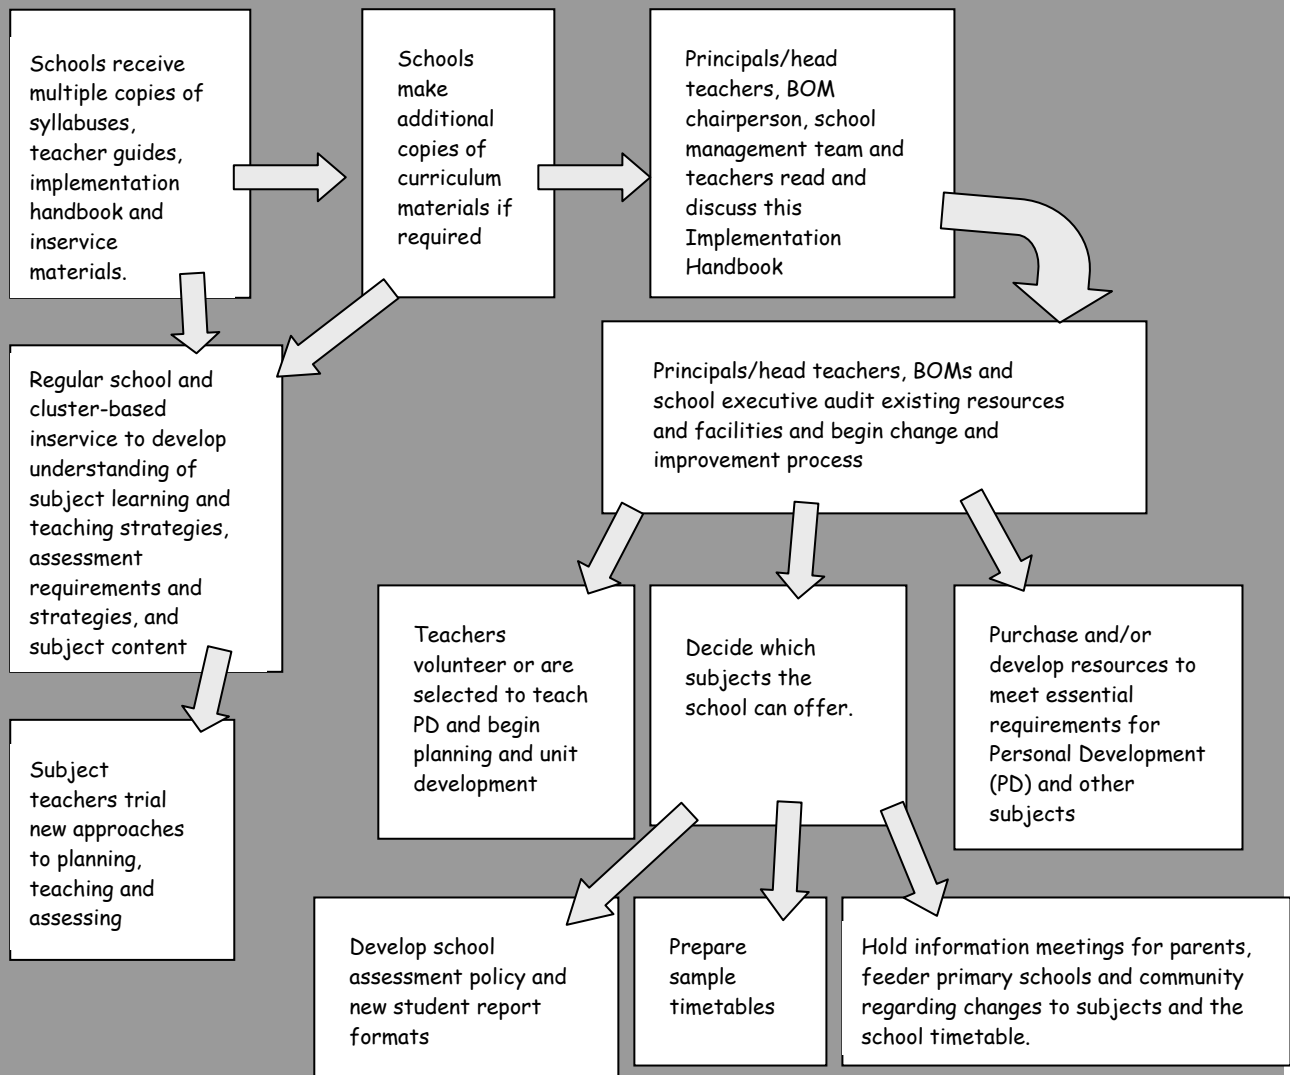 Schools receive
multiple copies of
syllabuses,
teacher guides,
implementation
handbook and
inservice
materials.
Schools
make
additional
copies of
curriculum
materials if
required
Principals/head
teachers, BOM
chairperson, school
management team and
teachers read and
discuss this
Implementation
Handbook
Regular school and
cluster-based
inservice to develop
understanding of
subject learning and
teaching strategies,
assessment
requirements and
strategies, and
subject content
Principals/head teachers, BOMs and
school executive audit existing resources
and facilities and begin change and
improvement process
Teachers
volunteer or are
selected to teach
PD and begin
planning and unit
development
Decide which
subjects the
school can offer.
Purchase and/or
develop resources to
meet essential
requirements for
Personal Development
(PD) and other
subjects
Subject
teachers trial
new approaches
to planning,
teaching and
assessing
Develop school
assessment policy and
new student report
formats
Prepare
sample
timetables
Hold information meetings for parents,
feeder primary schools and community
regarding changes to subjects and the
school timetable.